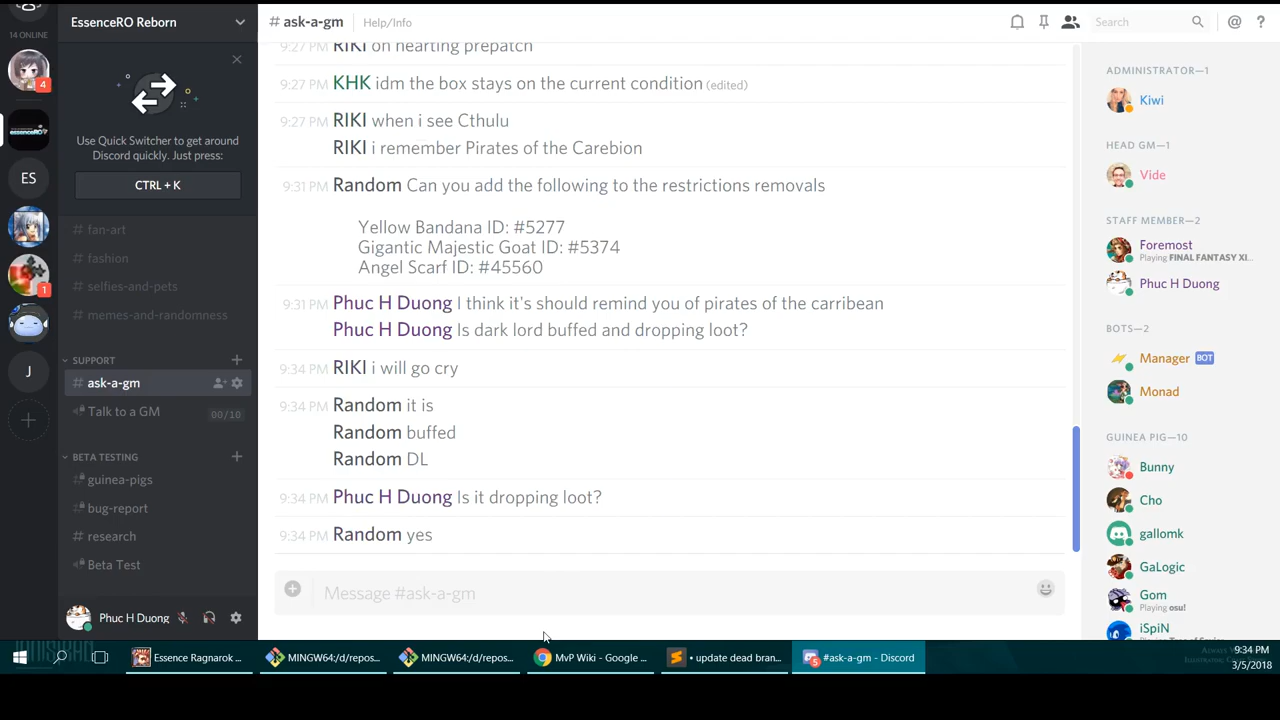 EssenceRO Reborn
# ask-a-gm
Help/Info
Search
14 ONLINE
4
essenceRO
ES
1
J
Use Quick Switcher to get around
Discord quickly. Just press:
CTRL + K
# fan-art
# fashion
# selfies-and-pets
# memes-and-randomness
SUPPORT
# ask-a-gm
Talk to a GM
00/10
BETA TESTING
guinea-pigs
bug-report
# research
Beta Test
Phuc H Duong
9:27 PM RIKI on hearting prepatch
9:27 PM KHK idm the box stays on the current condition (edited)
9:27 PM RIKI when i see Cthulu
RIKI i remember Pirates of the Carebion
9:31 PM Random Can you add the following to the restrictions removals
Yellow Bandana ID: #5277
Gigantic Majestic Goat ID: #5374
Angel Scarf ID: #45560
9:31 PM Phuc H Duong I think it's should remind you of pirates of the carribean
Phuc H Duong Is dark lord buffed and dropping loot?
9:34 PM RIKI i will go cry
9:34 PM Random it is
Random buffed
Random DL
9:34 PM Phuc H Duong Is it dropping loot?
9:34 PM Random yes
Message #ask-a-gm
ADMINISTRATOR—1
Kiwi
HEAD GM—1
Vide
STAFF MEMBER—2
Foremost
Playing FINAL FANTASY XI...
Phuc H Duong
BOTS—2
Manager BOT
Monad
GUINEA PIG—10
Bunny
Cho
gallomk
GaLogic
Gom
Playing osu!
iSpiN
Essence Ragnarok ...
MINGW64:/d/repos...
MINGW64:/d/repos...
MvP Wiki - Google ...
• update dead bran...
5
#ask-a-gm - Discord
9:34 PM
3/5/2018